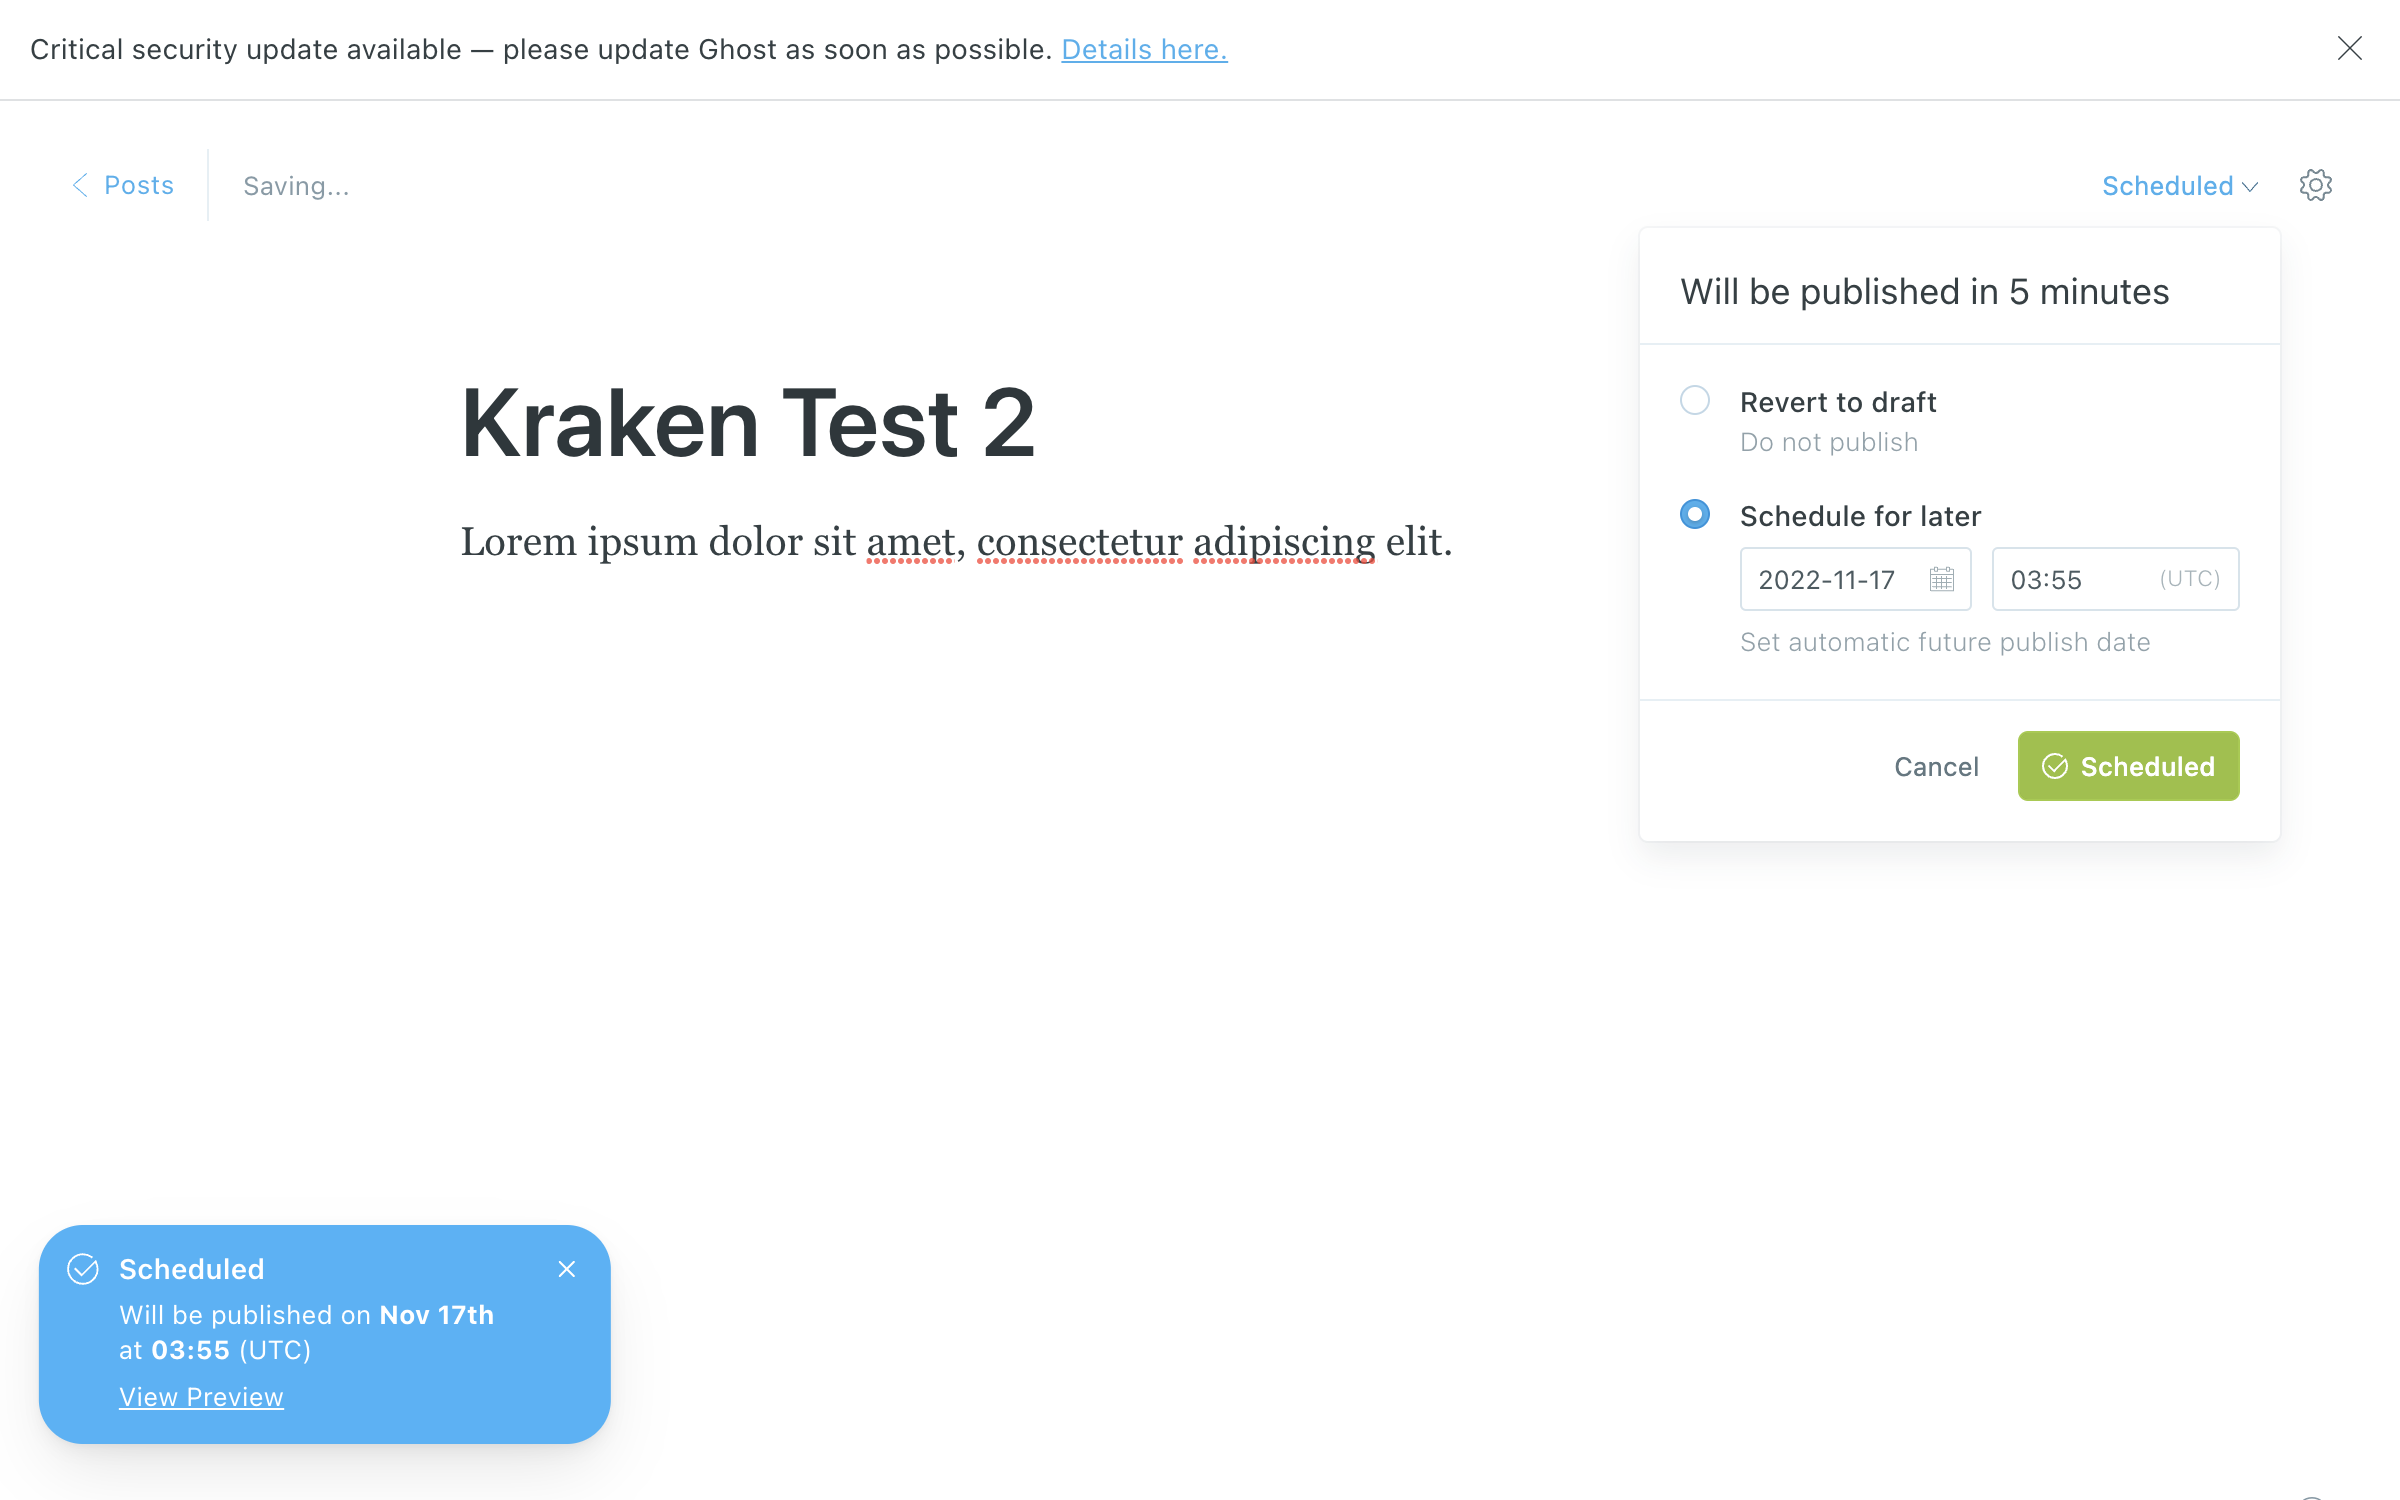 Critical security update available — please update Ghost as soon as possible. Details here.
Posts
Saving...
Scheduled
Will be published in 5 minutes
Revert to draft
Do not publish
Schedule for later
2022-11-17
03:55 (UTC)
Set automatic future publish date
Cancel
Scheduled
Kraken Test 2
Lorem ipsum dolor sit amet, consectetur adipiscing elit.
Scheduled
Will be published on Nov 17th
at 03:55 (UTC)
View Preview